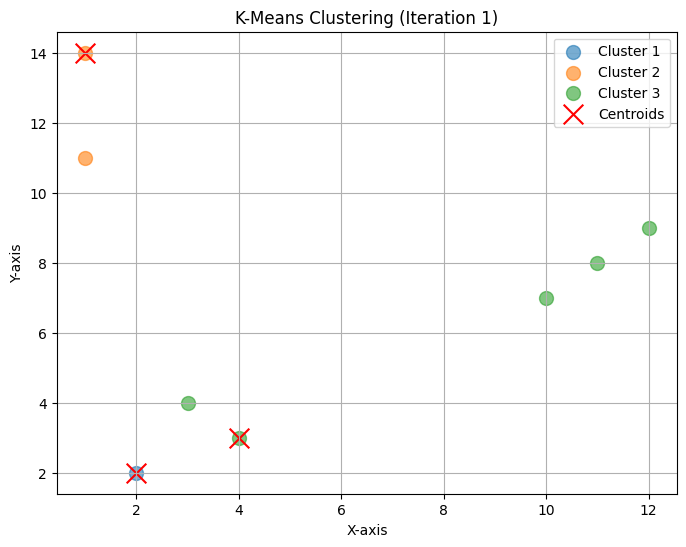 K-Means Clustering (Iteration 1)
Cluster 1
Cluster 2
Cluster 3
Centroids
14
12
10
8
6
4
2
Y-axis
2
4
6
8
10
12
X-axis